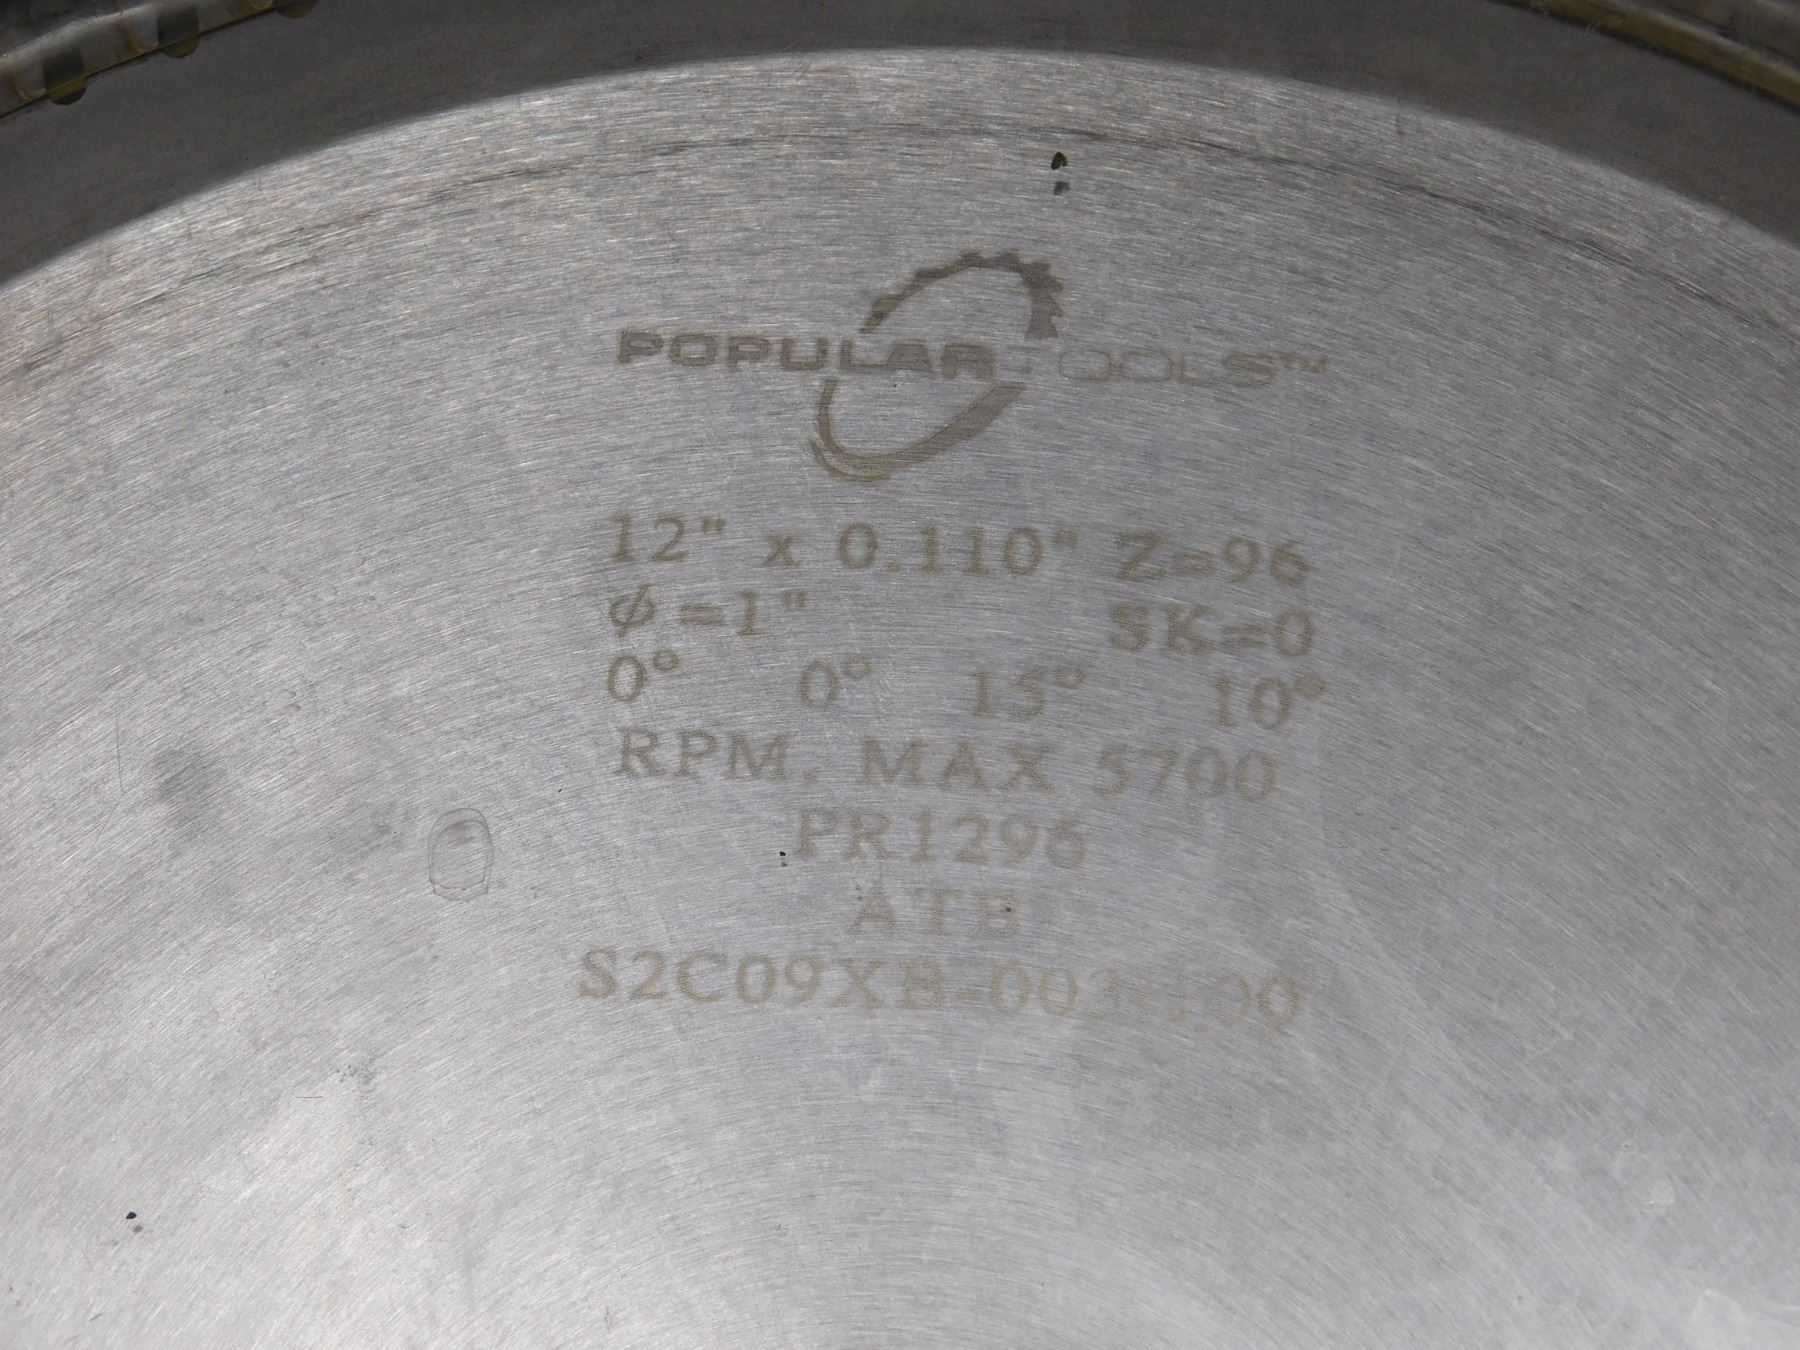 POPULAR TOOLS™
12" x 0.110" Z=96
ϕ =1" SK=0
0° 0° 15° 10°
RPM. MAX 5700
PR1296
ATB